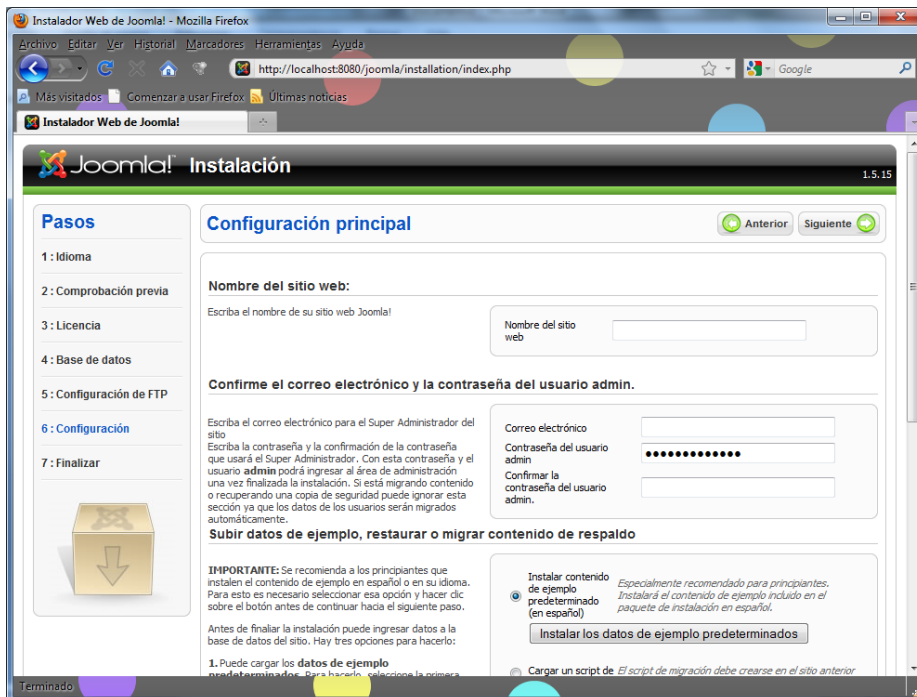 Instalador Web de Joomla! - Mozilla Firefox
Archivo Editar Ver Historial Marcadores Herramientas Ayuda
http://localhost:8080/joomla/installation/index.php
Google
Más visitados Comenzar a usar Firefox Últimas noticias
Instalador Web de Joomla!
Joomla! Instalación
1.5.15
Pasos
1 : Idioma
2 : Comprobación previa
3 : Licencia
4 : Base de datos
5 : Configuración de FTP
6 : Configuración
7 : Finalizar
Configuración principal
Anterior
Siguiente
Nombre del sitio web:
Escriba el nombre de su sitio web Joomla!
Nombre del sitio
web
Confirme el correo electrónico y la contraseña del usuario admin.
Escriba el correo electrónico para el Super Administrador del
sitio
Escriba la contraseña y la confirmación de la contraseña
que usará el Super Administrador. Con esta contraseña y el
usuario admin podrá ingresar al área de administración
una vez finalizada la instalación. Si está migrando contenido
o recuperando una copia de seguridad puede ignorar esta
sección ya que los datos de los usuarios serán migrados
automáticamente.
Correo electrónico
Contraseña del usuario
admin
Confirmar la
contraseña del usuario
admin.
Subir datos de ejemplo, restaurar o migrar contenido de respaldo
IMPORTANTE: Se recomienda a los principiantes que
instalen el contenido de ejemplo en español o en su idioma.
Para esto es necesario seleccionar esa opción y hacer clic
sobre el botón antes de continuar hacia el siguiente paso.
Antes de finaliar la instalación puede ingresar datos a la
base de datos del sitio. Hay tres opciones para hacerlo:
1. Puede cargar los datos de ejemplo
predeterminados. Para hacerlo, seleccione la primera
Instalar contenido
de ejemplo
predeterminado
(en español)
Especialmente recomendado para principiantes.
Instalará el contenido de ejemplo incluido en el
paquete de instalación en español.
Instalar los datos de ejemplo predeterminados
Cargar un script de
El script de migración debe crearse en el sitio anterior
Terminado